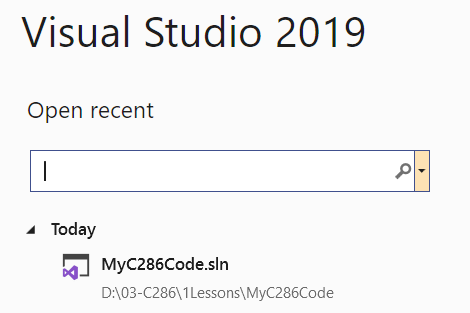 Visual Studio 2019
Open recent
Today
MyC286Code.sln
D:\03-C286\1Lessons\MyC286Code